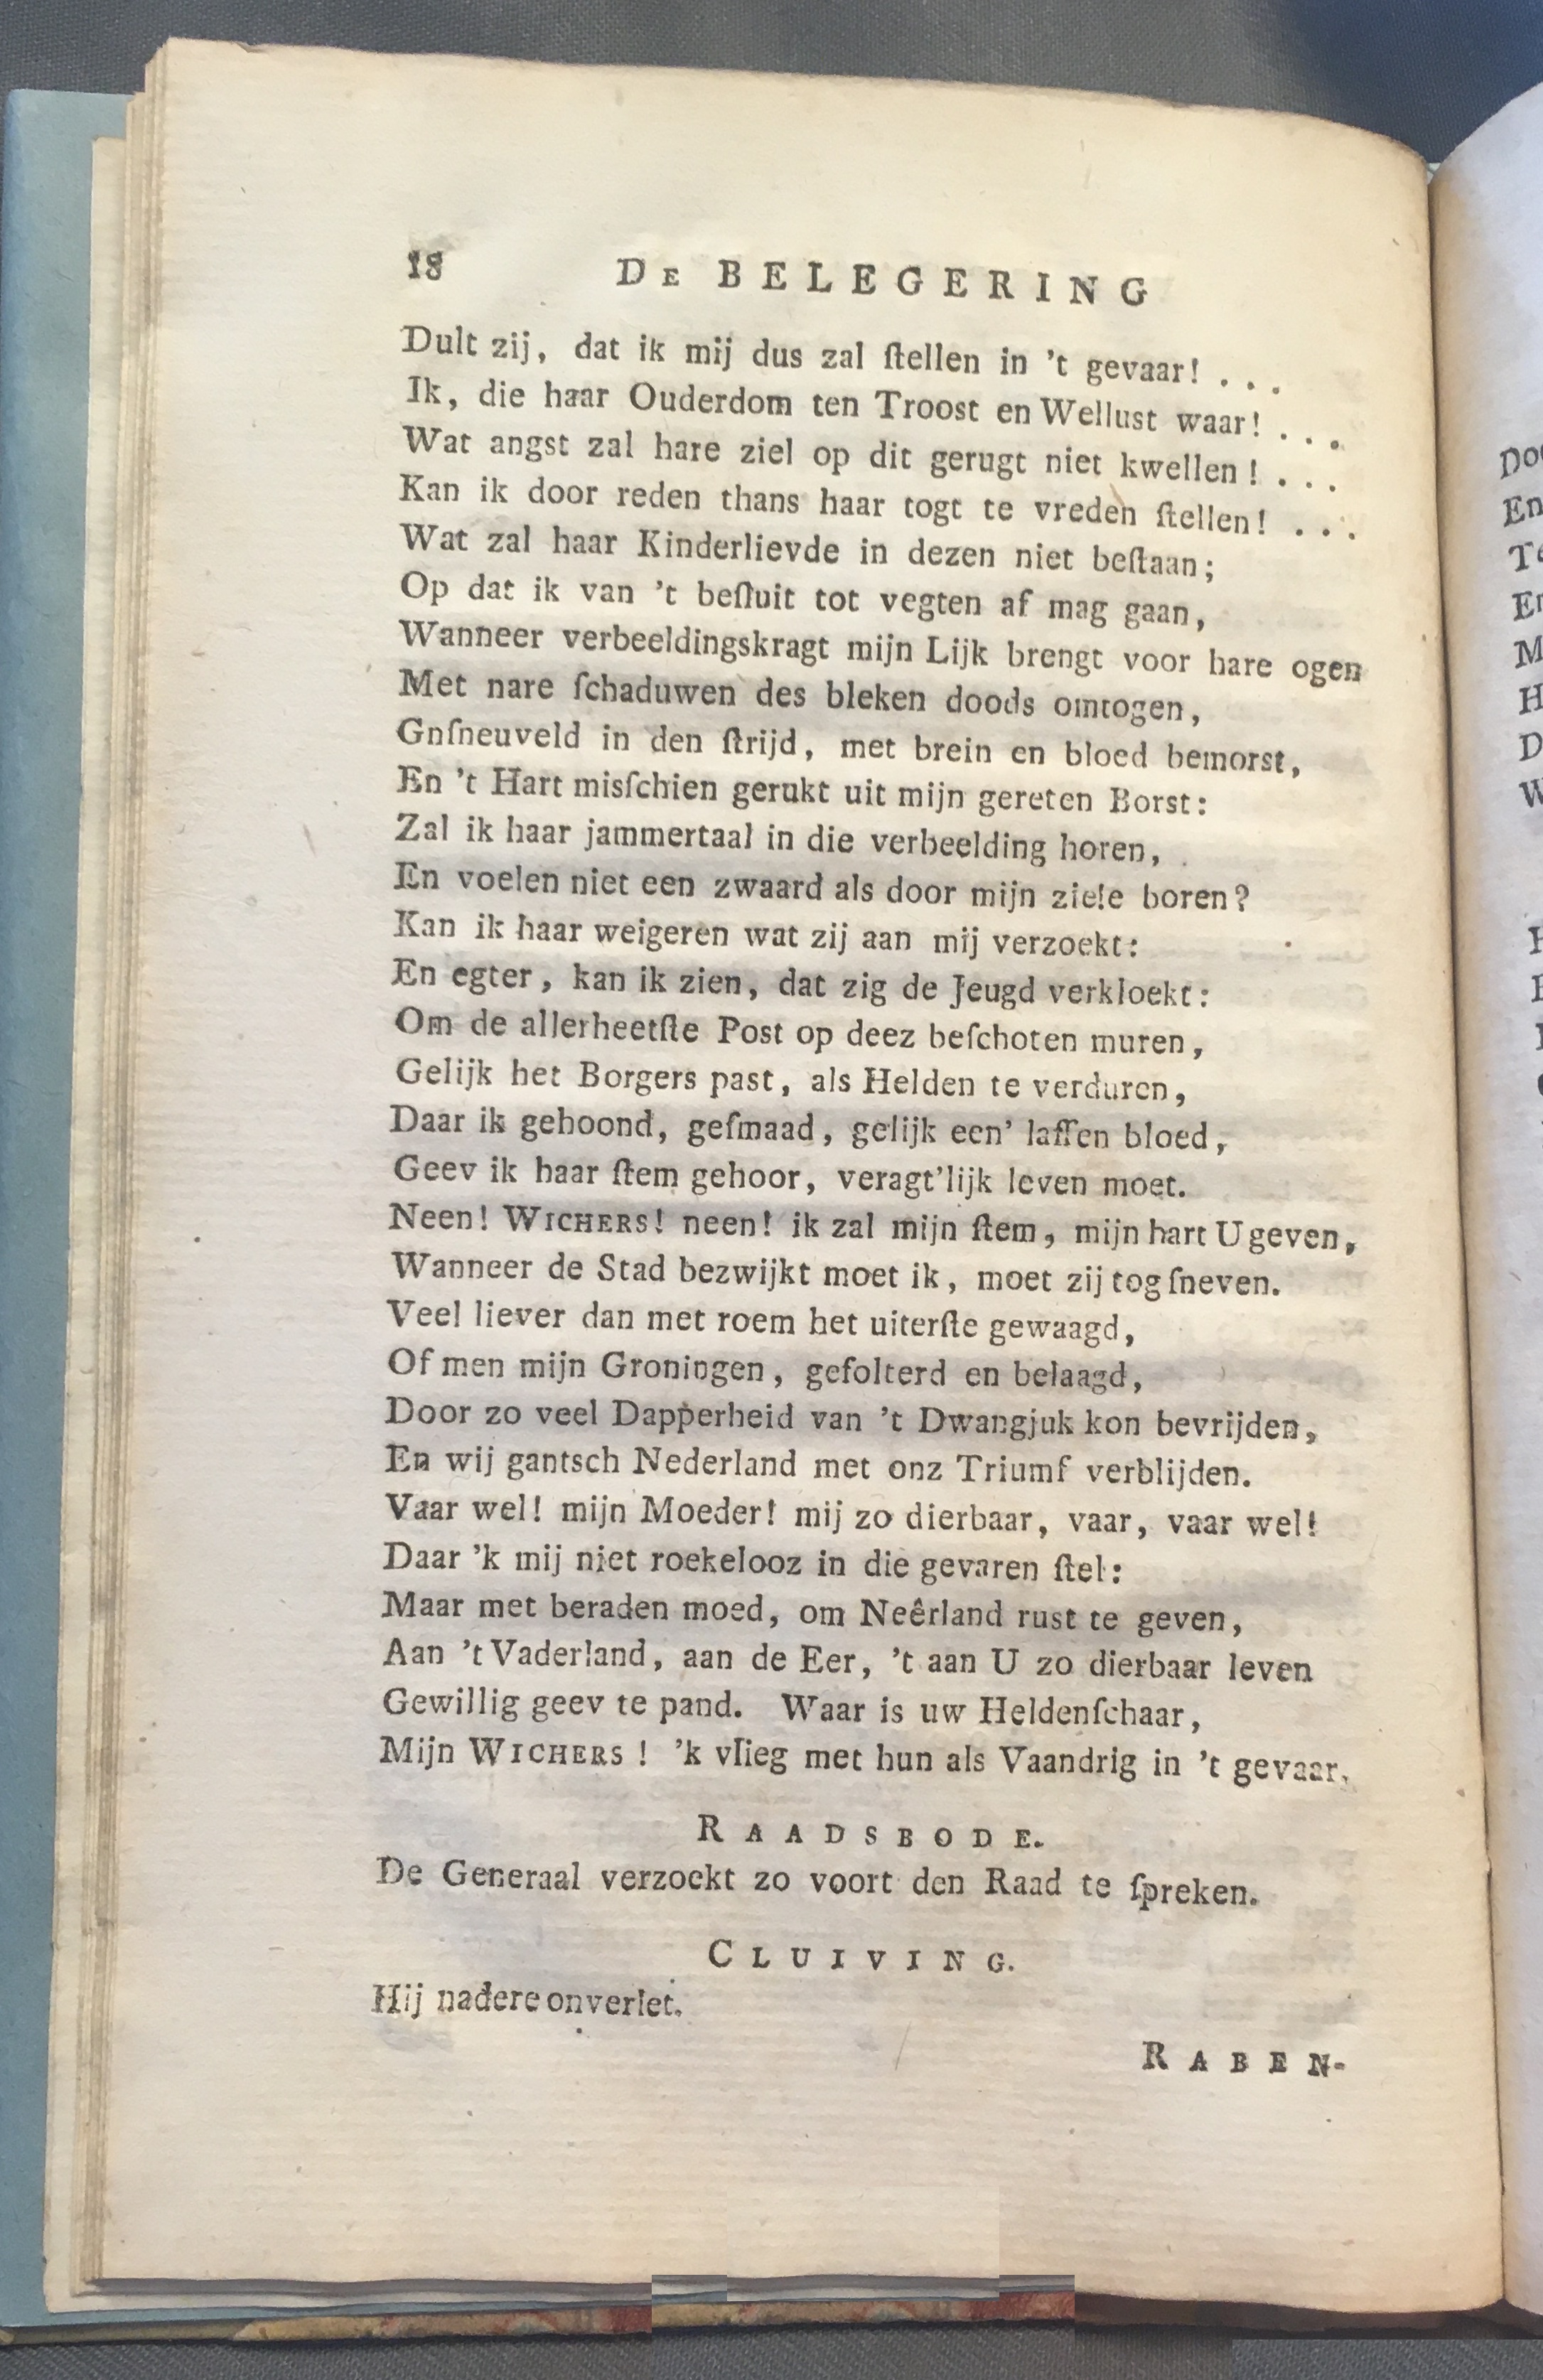 18 DE BELEGERING
Dult zij, dat ik mij dus zal ſtellen in 't gevaar! . . .
Ik, die haar Ouderdom ten Troost en Wellust waar! . . .
Wat angst zal hare ziel op dit gerugt niet kwellen! . . .
Kan ik door reden thans haar togt te vreden ſtellen! . . .
Wat zal haar Kinderlievde in dezen niet beſtaan;
Op dat ik van 't beſluit tot vegten af mag gaan,
Wanneer verbeeldingskragt mijn Lijk brengt voor hare ogen
Met nare ſchaduwen des bleken doods omtogen,
Gnſneuveld in den ſtrijd, met brein en bloed bemorst,
En 't Hart misſchien gerukt uit mijn gereten Borst:
Zal ik haar jammertaal in die verbeelding horen,
En voelen niet een zwaard als door mijn ziele boren?
Kan ik haar weigeren wat zij aan mij verzoekt:
En egter, kan ik zien, dat zig de Jeugd verkloekt:
Om de allerheetſte Post op deez beſchoten muren,
Gelijk het Borgers past, als Helden te verduren,
Daar ik gehoond, geſmaad, gelijk een' laffen bloed,
Geev ik haar ſtem gehoor, veragt'lijk leven moet.
Neen! WICHERS! neen! ik zal mijn ſtem, mijn hart U geven,
Wanneer de Stad bezwijkt moet ik, moet zij tog ſneven.
Veel liever dan met roem het uiterſte gewaagd,
Of men mijn Groningen, gefolterd en belaagd,
Door zo veel Dapperheid van 't Dwangjuk kon bevrijden,
En wij gantsch Nederland met onz Triumf verblijden.
Vaar wel! mijn Moeder! mij zo dierbaar, vaar, vaar wel!
Daar 'k mij niet roekelooz in die gevaren ſtel:
Maar met beraden moed, om Neêrland rust te geven,
Aan 't Vaderland, aan de Eer, 't aan U zo dierbaar leven
Gewillig geev te pand. Waar is uw Heldenſchaar,
Mijn WICHERS! 'k vlieg met hun als Vaandrig in 't gevaar.
RAADSBODE.
De Generaal verzoekt zo voort den Raad te ſpreken.
CLUIVING.
Hij nadere onverlet.
RABEN-